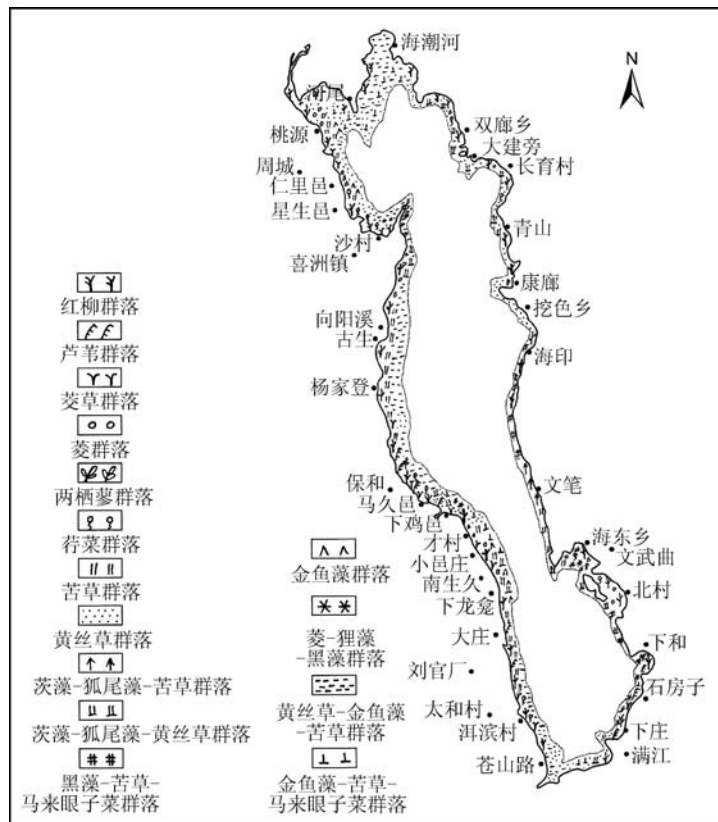 N
海潮河
沙尾
桃源
双廊乡
大建旁
长育村
周城
仁里邑
星生邑
青山
沙村
喜洲镇
康廊
挖色乡
向阳溪
古生
海印
杨家登
保和
马久邑
下鸡邑
才村
小邑庄
南生久
下龙龛
大庄
刘官厂
太和村
洱滨村
苍山路
文笔
海东乡
文武曲
北村
下和
石房子
下庄
满江
红柳群落
芦苇群落
茭草群落
菱群落
两栖蓼群落
荇菜群落
苦草群落
黄丝草群落
茨藻-狐尾藻-苦草群落
茨藻-狐尾藻-黄丝草群落
黑藻-苦草-
马来眼子菜群落
金鱼藻群落
菱-狸藻
-黑藻群落
黄丝草-金鱼藻
-苦草群落
金鱼藻-苦草-
马来眼子菜群落